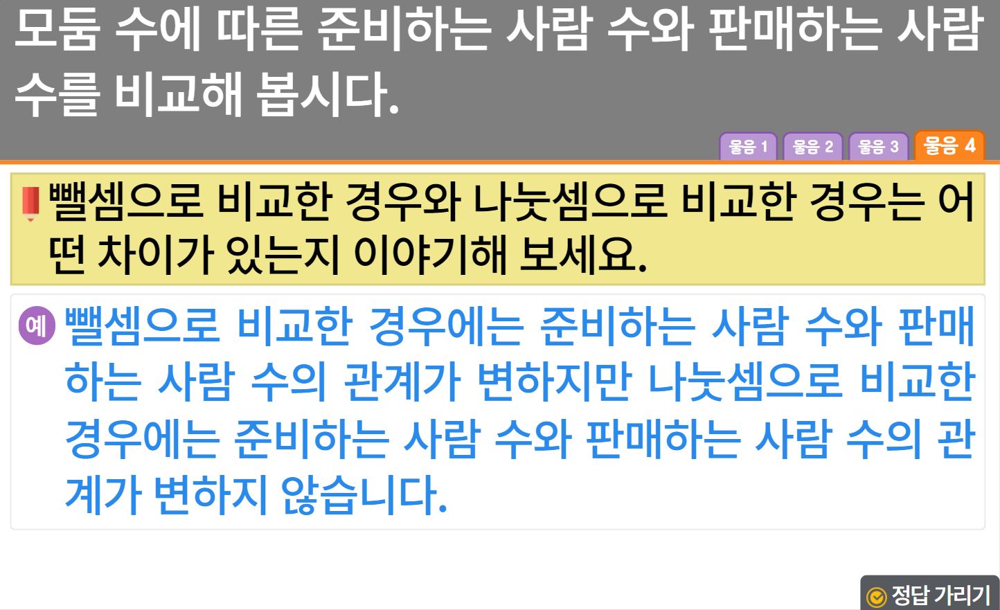 모둠 수에 따른 준비하는 사람 수와 판매하는 사람
수를 비교해 봅시다.
물음 1 물음 2 물음 3 물음 4
뺄셈으로 비교한 경우와 나눗셈으로 비교한 경우는 어
떤 차이가 있는지 이야기해 보세요.
예 뺄셈으로 비교한 경우에는 준비하는 사람 수와 판매
하는 사람 수의 관계가 변하지만 나눗셈으로 비교한
경우에는 준비하는 사람 수와 판매하는 사람 수의 관
계가 변하지 않습니다.
정답 가리기